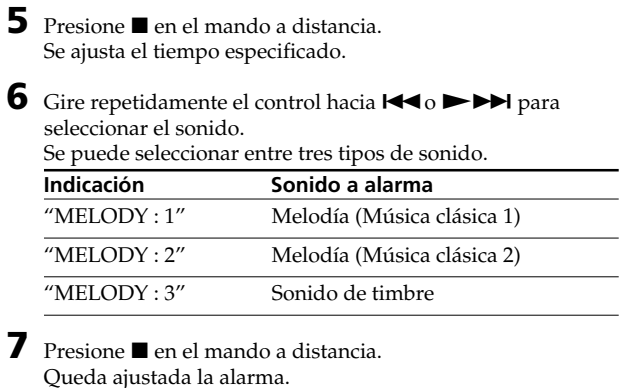 5 Presione ■ en el mando a distancia.
Se ajusta el tiempo especificado.
6 Gire repetidamente el control hacia ⏮ o ▶⏭ para
seleccionar el sonido.
Se puede seleccionar entre tres tipos de sonido.
Indicación Sonido a alarma
“MELODY : 1” Melodía (Música clásica 1)
“MELODY : 2” Melodía (Música clásica 2)
“MELODY : 3” Sonido de timbre
7 Presione ■ en el mando a distancia.
Queda ajustada la alarma.